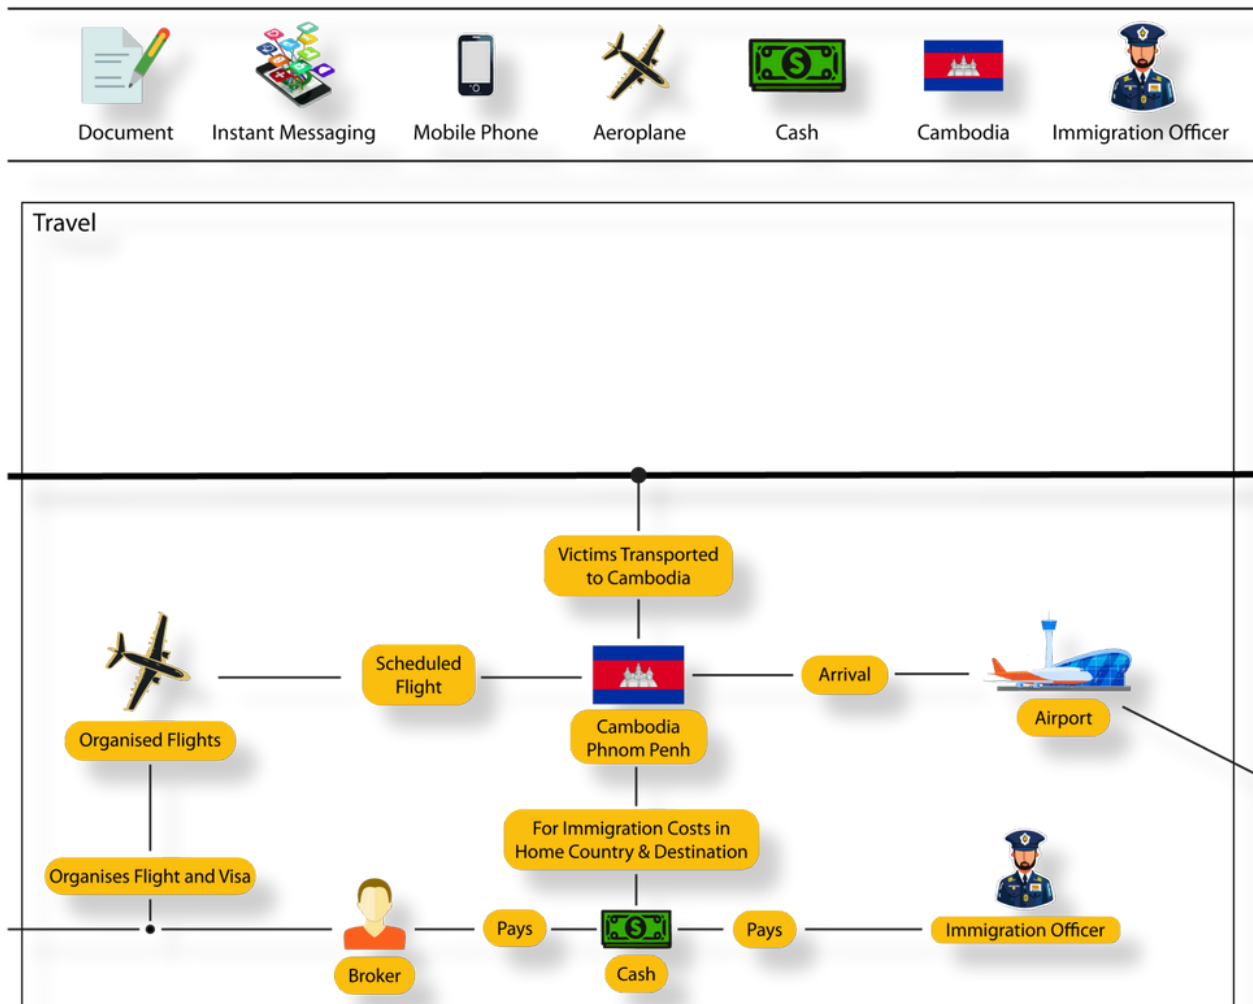 Document
Instant Messaging
Mobile Phone
Aeroplane
Cash
Cambodia
Immigration Officer
Travel
Victims Transported
to Cambodia
Scheduled
Flight
Arrival
Organised Flights
Cambodia
Phnom Penh
Airport
For Immigration Costs in
Home Country & Destination
Organises Flight and Visa
Pays
Pays
Immigration Officer
Broker
Cash